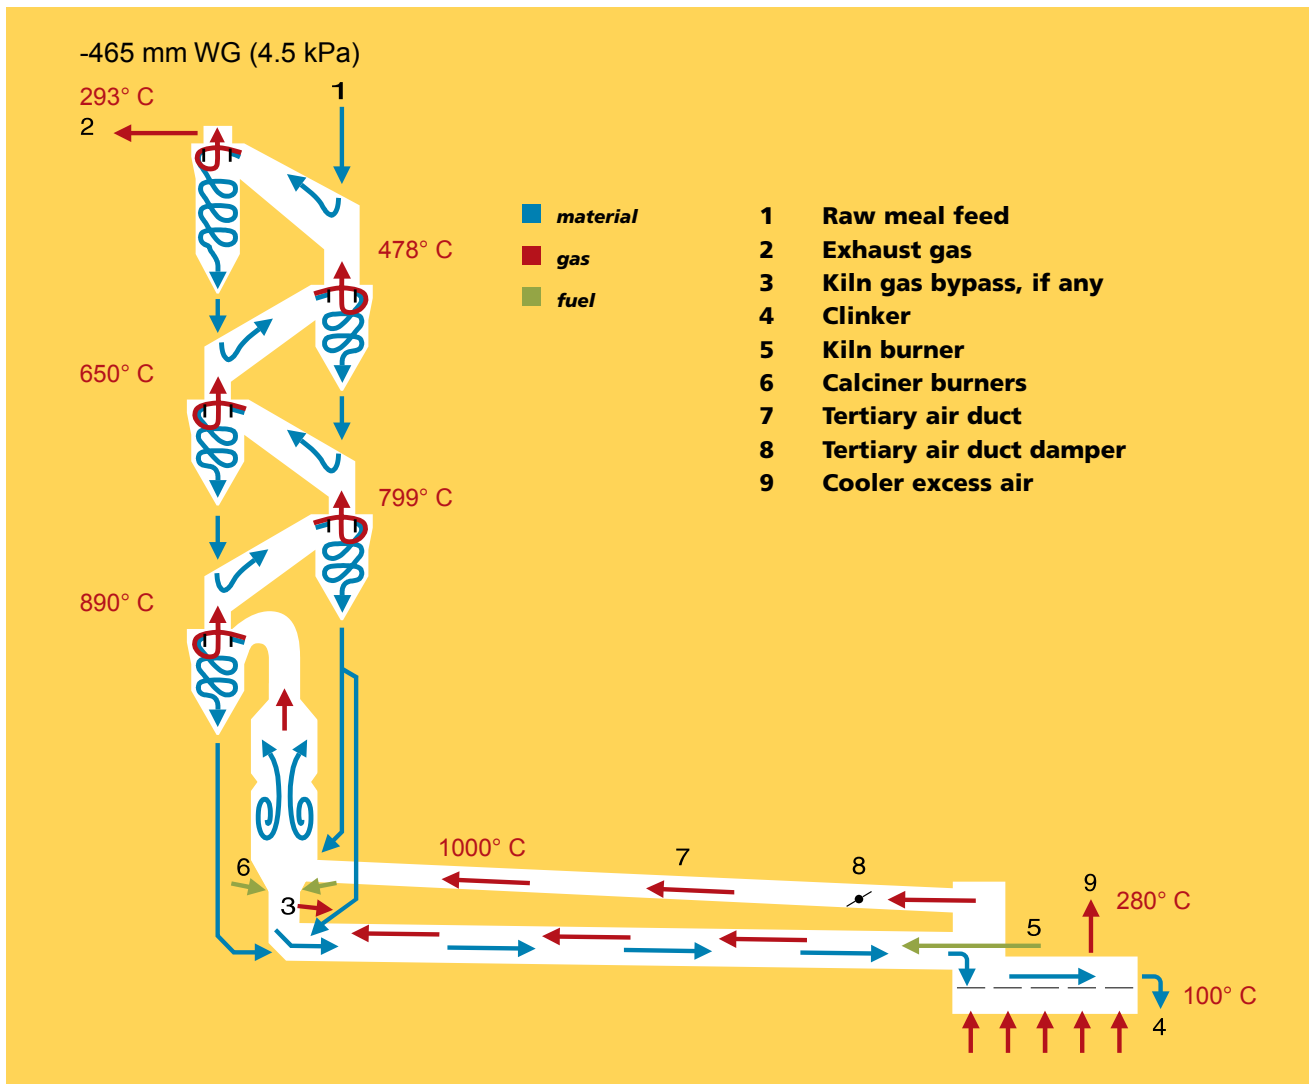 -465 mm WG (4.5 kPa)
293° C
1
2
478° C
material
gas
fuel
1 Raw meal feed
2 Exhaust gas
3 Kiln gas bypass, if any
4 Clinker
5 Kiln burner
6 Calciner burners
7 Tertiary air duct
8 Tertiary air duct damper
9 Cooler excess air
650° C
799° C
890° C
1000° C
7
8
6
9
280° C
3
5
100° C
4